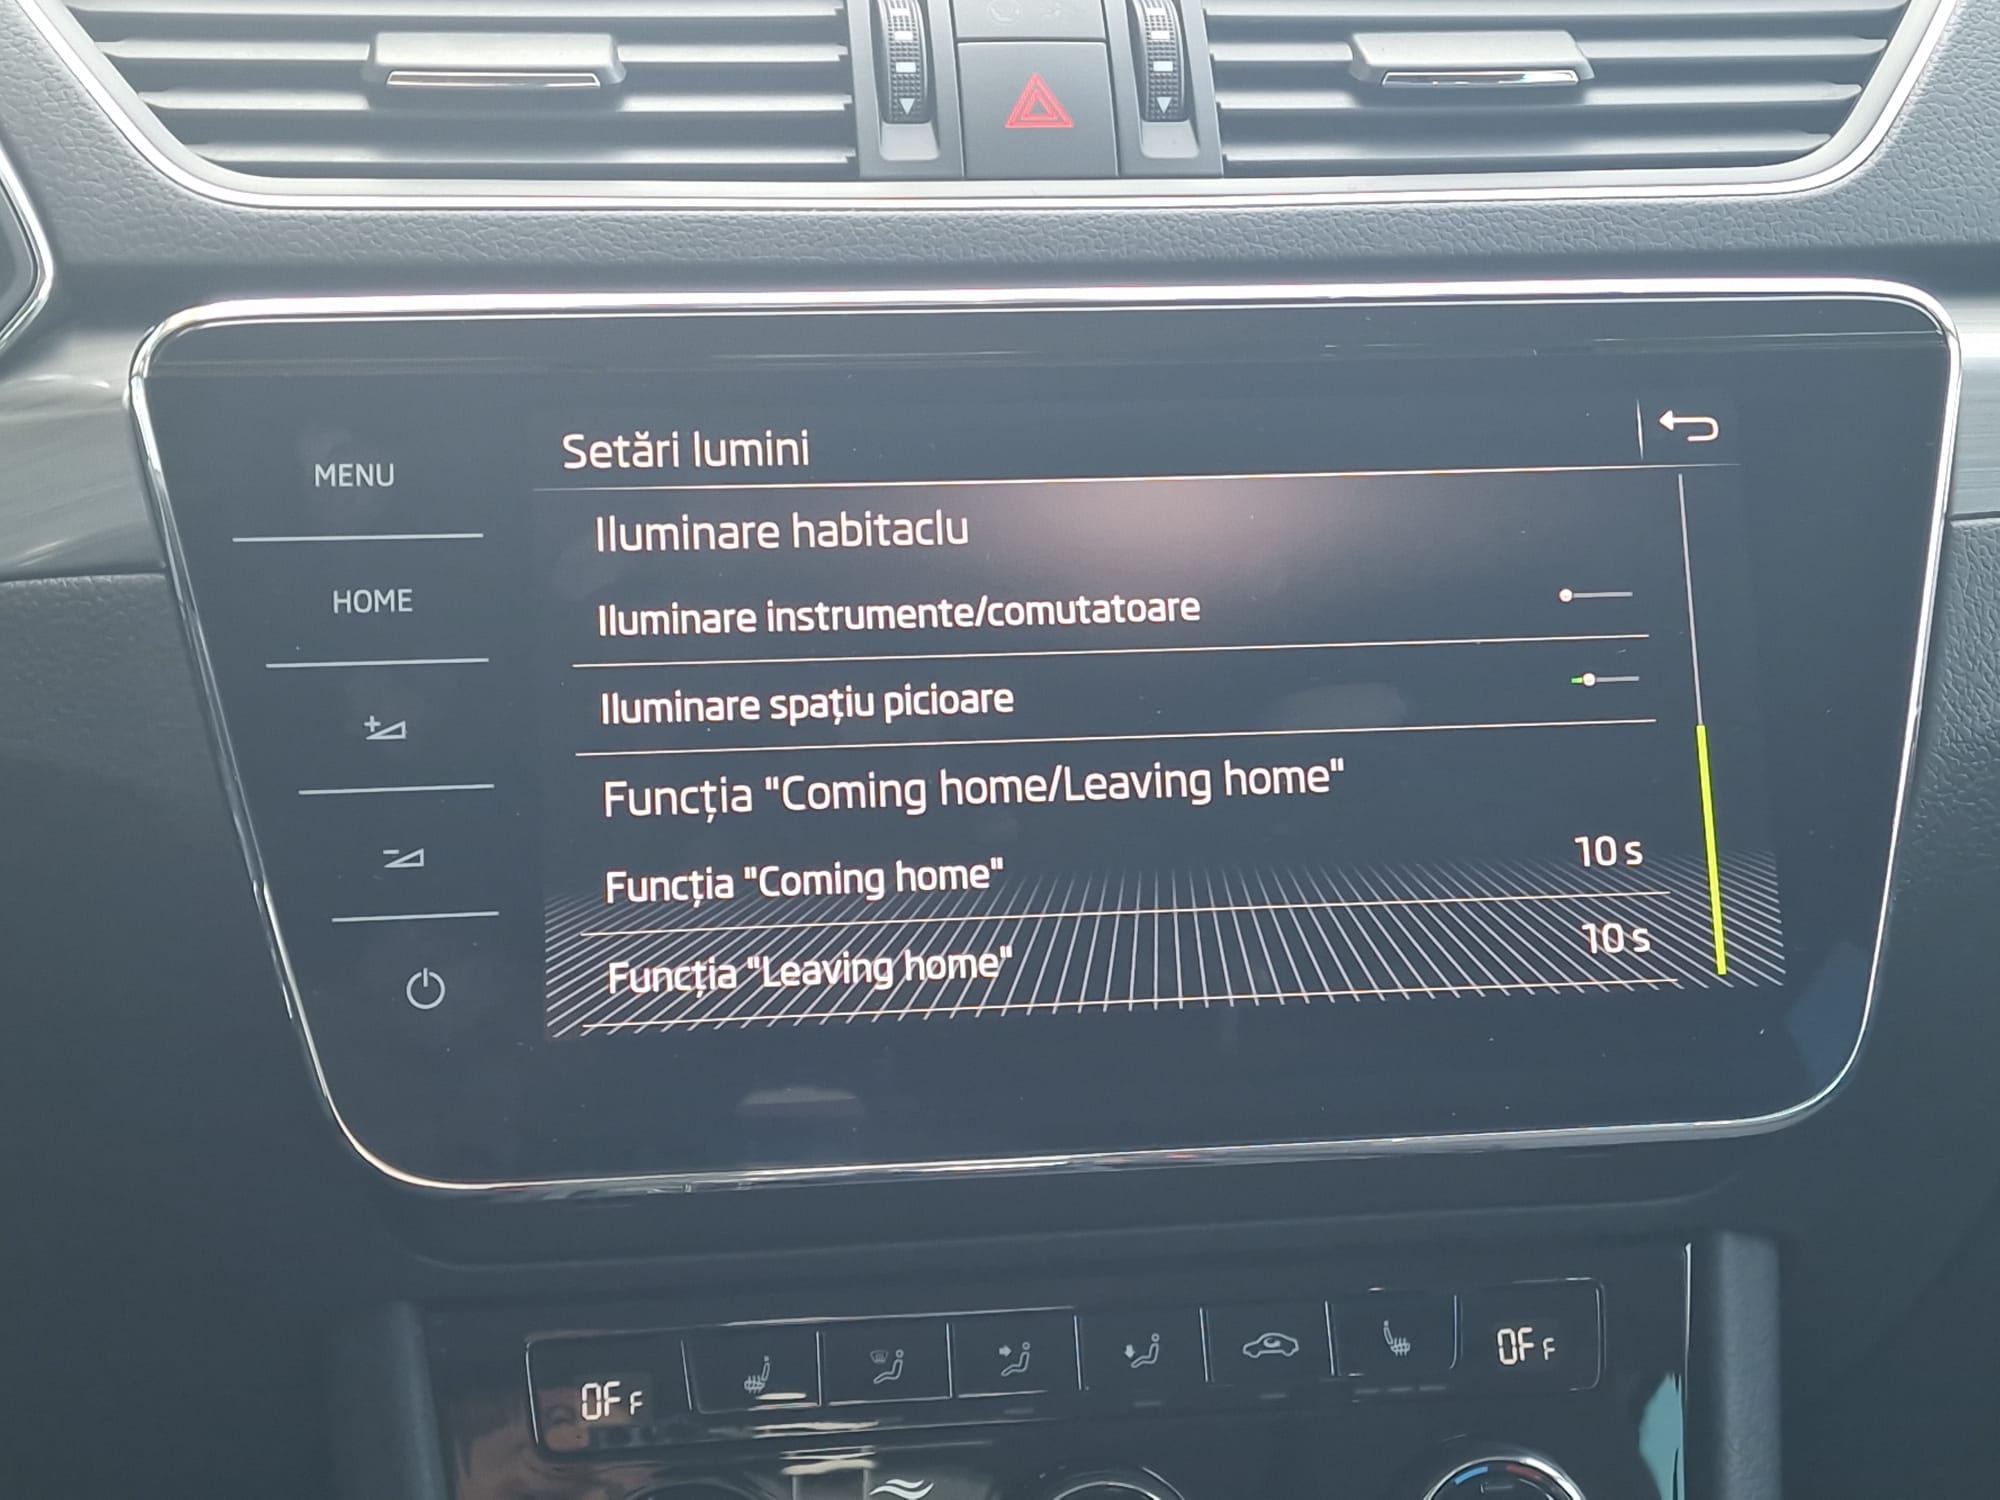 MENU
HOME
Setări lumini
Iluminare habitaclu
Iluminare instrumente/comutatoare
Iluminare spațiu picioare
Funcția "Coming home/Leaving home"
Funcția "Coming home"
10 s
Funcția "Leaving home"
10 s
OFF
OFF